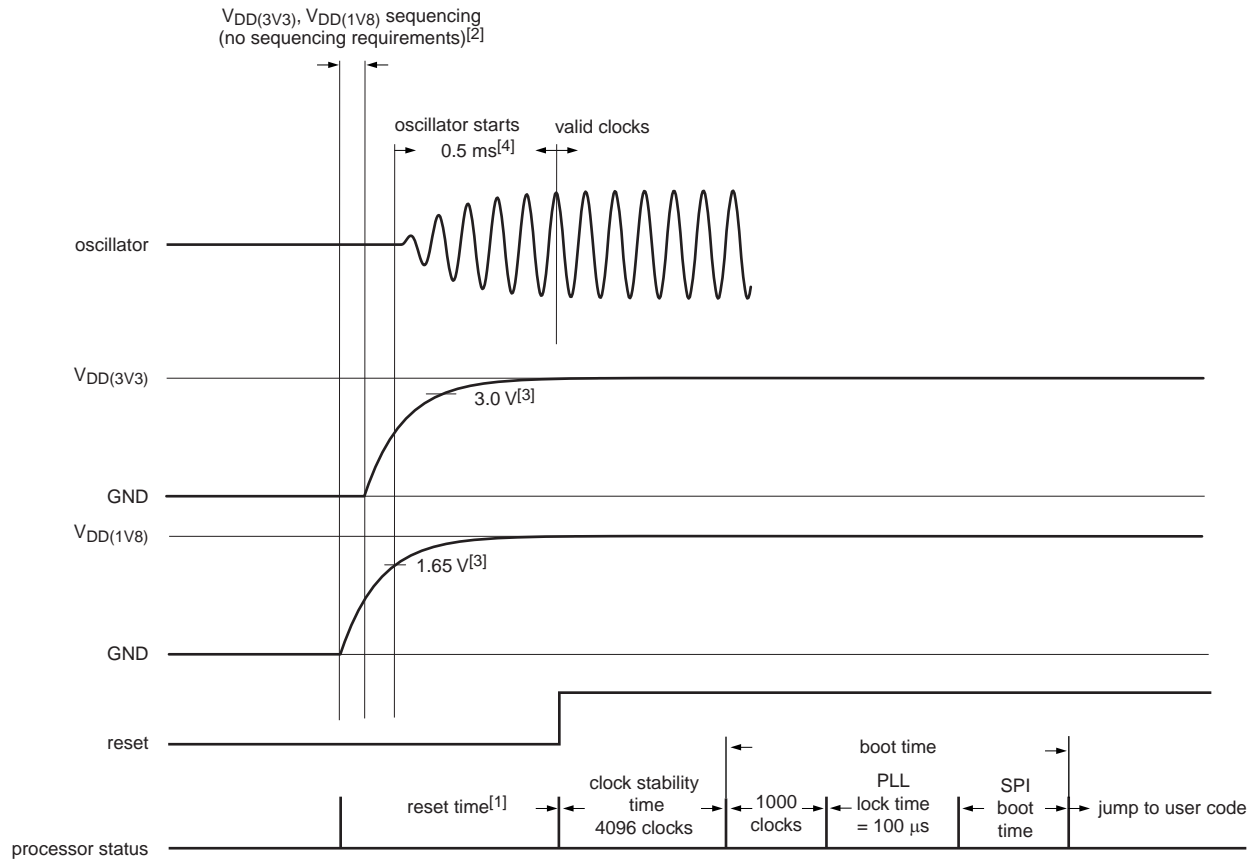 VDD(3V3), VDD(1V8) sequencing
(no sequencing requirements)[2]
oscillator starts
0.5 ms[4]
valid clocks
oscillator
VDD(3V3)
3.0 V[3]
GND
VDD(1V8)
1.65 V[3]
GND
reset
boot time
reset time[1]
clock stability
time
4096 clocks
1000
clocks
PLL
lock time
= 100 μs
SPI
boot
time
jump to user code
processor status